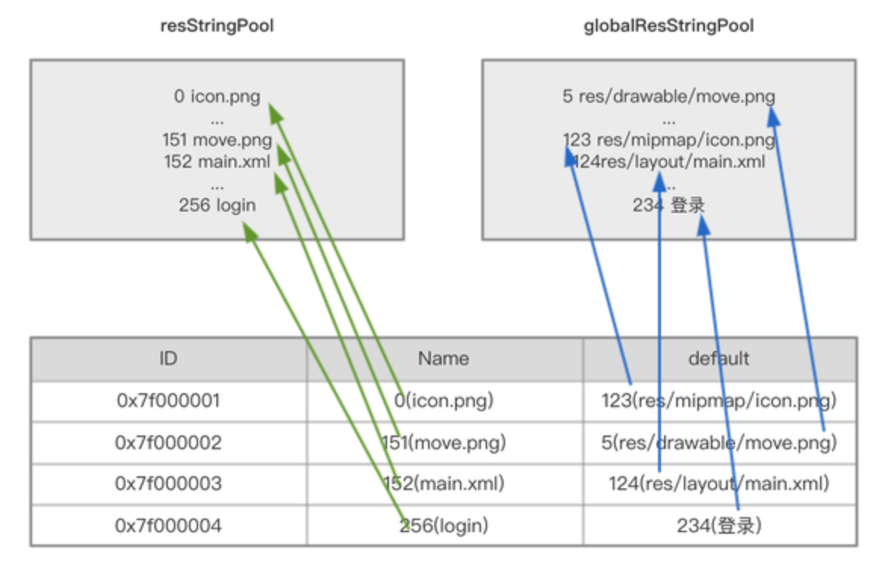 resStringPool
globalResStringPool
0 icon.png
...
151 move.png
152 main.xml
...
256 login
5 res/drawable/move.png
...
123 res/mipmap/icon.png
124res/layout/main.xml
...
234 登录
ID Name default
0x7f000001 0(icon.png) 123(res/mipmap/icon.png)
0x7f000002 151(move.png) 5(res/drawable/move.png)
0x7f000003 152(main.xml) 124(res/layout/main.xml)
0x7f000004 256(login) 234(登录)